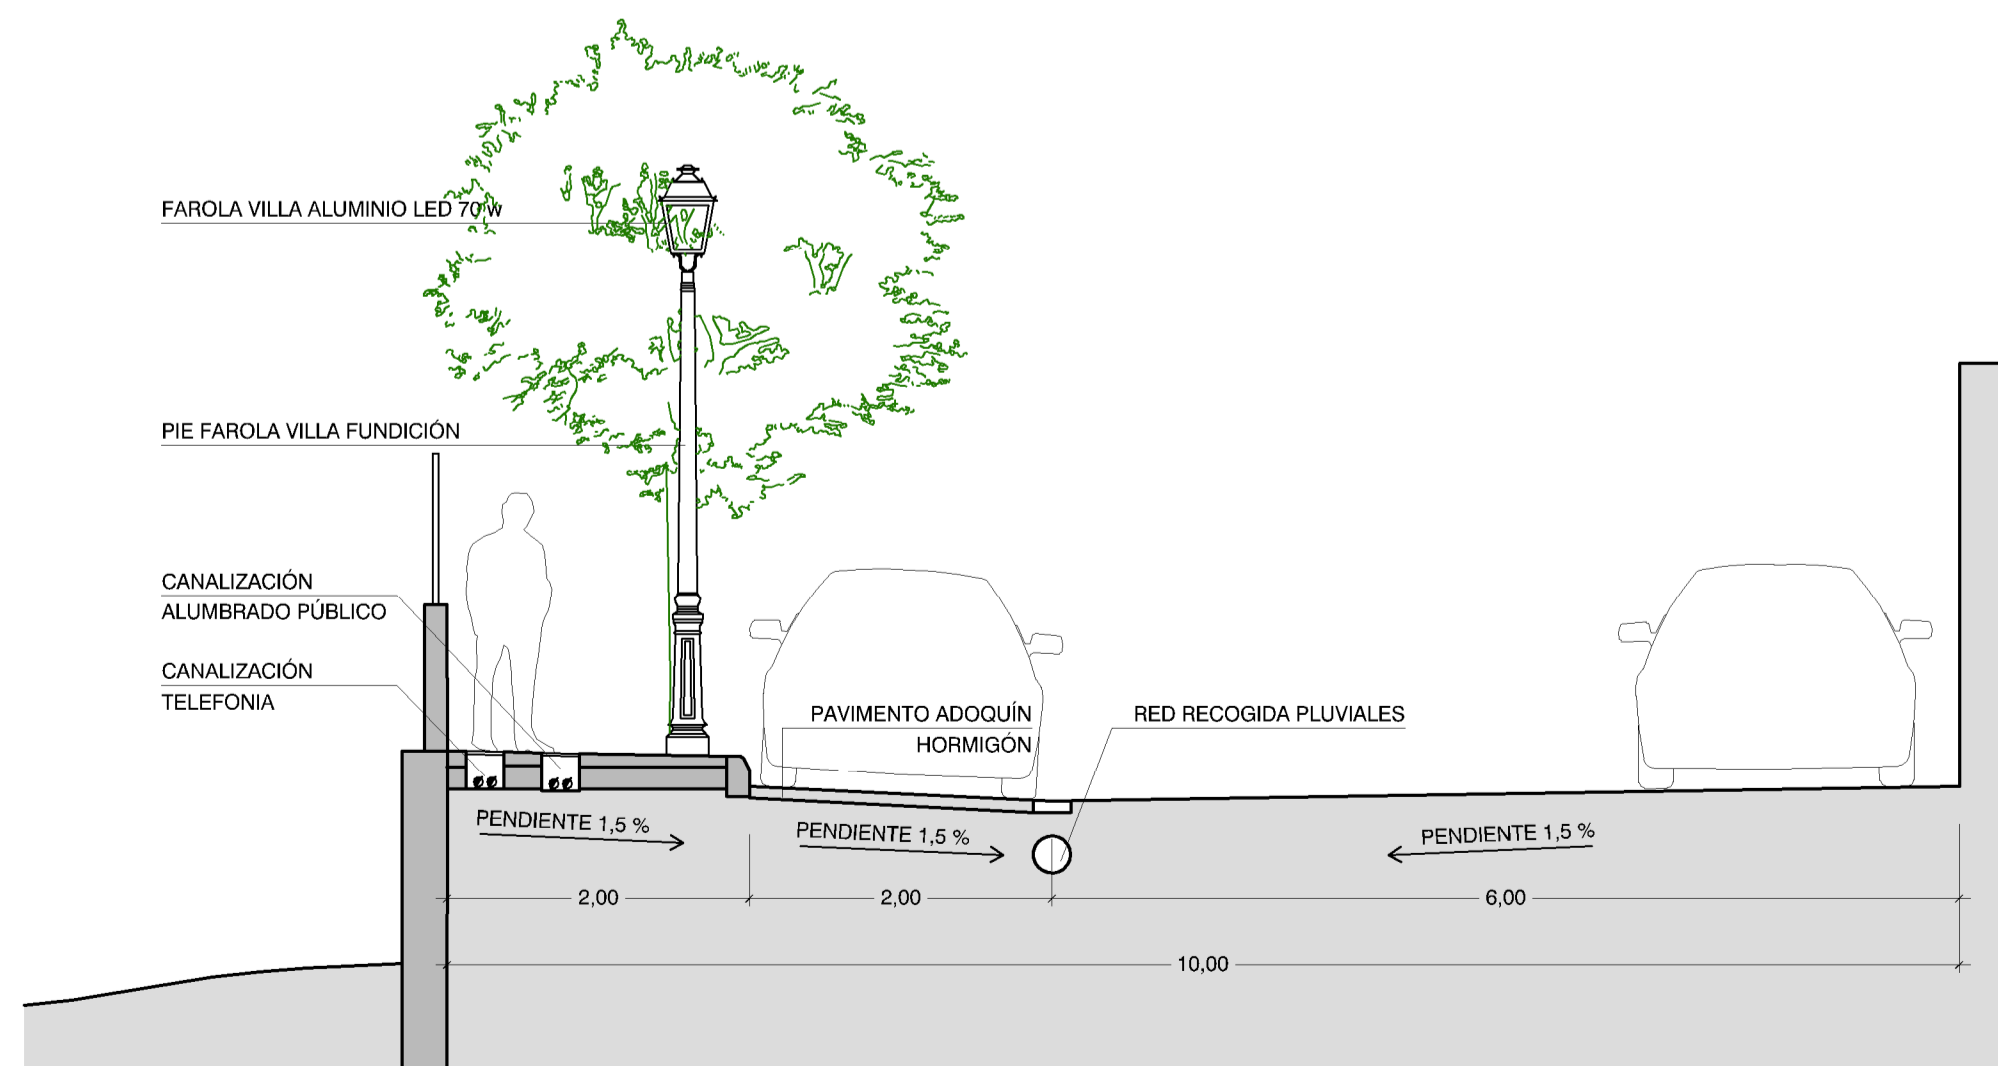 FAROLA VILLA ALUMINIO LED 70 W
PIE FAROLA VILLA FUNDICIÓN
CANALIZACIÓN
ALUMBRADO PÚBLICO
CANALIZACIÓN
TELEFONIA
PAVIMENTO ADOQUÍN
HORMIGÓN
RED RECOGIDA PLUVIALES
PENDIENTE 1,5 %
PENDIENTE 1,5 %
PENDIENTE 1,5 %
2,00
2,00
6,00
10,00